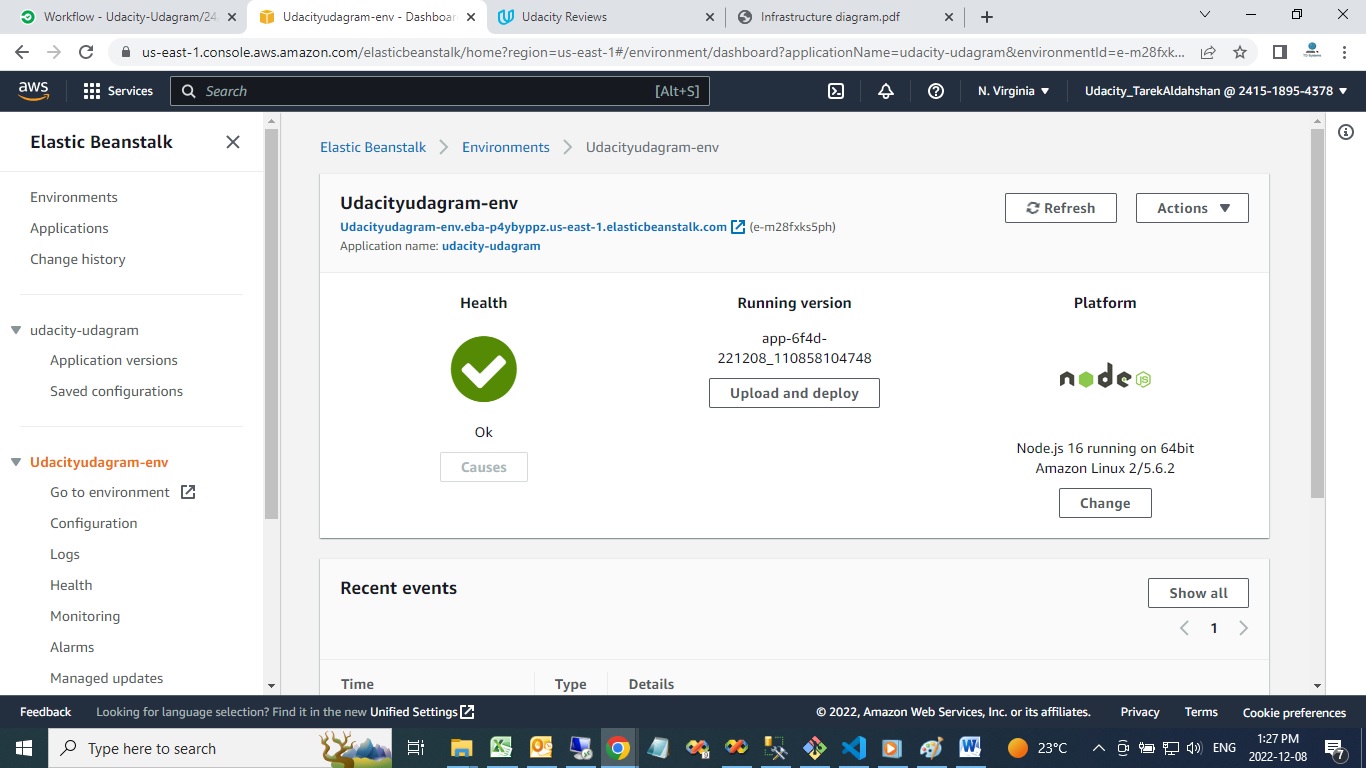 Workflow - Udacity-Udagram/24
Udacityudagram-env - Dashboar
Udacity Reviews
Infrastructure diagram.pdf
us-east-1.console.aws.amazon.com/elasticbeanstalk/home?region=us-east-1#/environment/dashboard?applicationName=udacity-udagram&environmentId=e-m28fxk...
aws
Services
Search
[Alt+S]
N. Virginia
Udacity_TarekAldahshan @ 2415-1895-4378
Elastic Beanstalk
Environments
Applications
Change history
udacity-udagram
Application versions
Saved configurations
Udacityudagram-env
Go to environment
Configuration
Logs
Health
Monitoring
Alarms
Managed updates
Elastic Beanstalk
Environments
Udacityudagram-env
Udacityudagram-env
Udacityudagram-env.eba-p4ybyppz.us-east-1.elasticbeanstalk.com (e-m28fxks5ph)
Application name: udacity-udagram
Refresh
Actions
Health
Ok
Causes
Running version
app-6f4d-
221208_110858104748
Upload and deploy
Platform
node JS
Node.js 16 running on 64bit
Amazon Linux 2/5.6.2
Change
Recent events
Show all
1
Time
Type
Details
Feedback
Looking for language selection? Find it in the new Unified Settings
© 2022, Amazon Web Services, Inc. or its affiliates.
Privacy
Terms
Cookie preferences
Type here to search
23°C
ENG
1:27 PM
2022-12-08
7